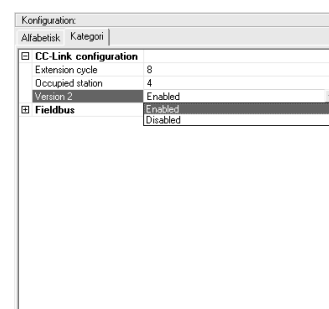 Konfiguration:
Alfabetisk Kategori
CC-Link configuration
Extension cycle 8
Occupied station 4
Version 2 Enabled
Enabled
Fieldbus
Disabled